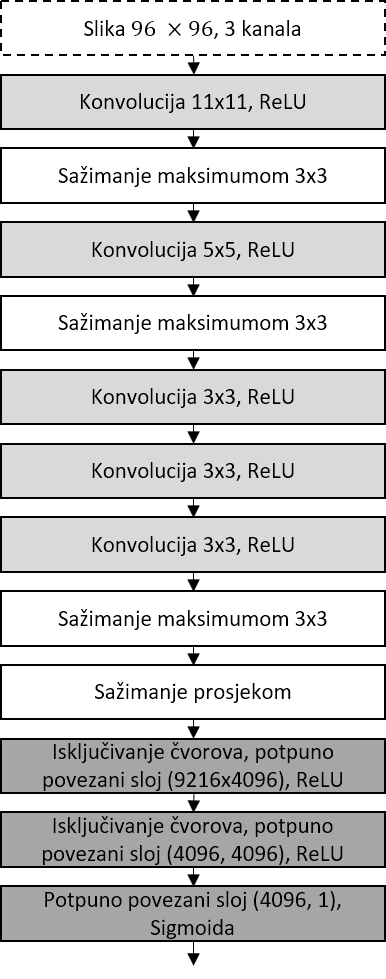 Slika 96 × 96, 3 kanala
Konvolucija 11x11, ReLU
Sažimanje maksimumom 3x3
Konvolucija 5x5, ReLU
Sažimanje maksimumom 3x3
Konvolucija 3x3, ReLU
Konvolucija 3x3, ReLU
Konvolucija 3x3, ReLU
Sažimanje maksimumom 3x3
Sažimanje prosjekom
Isključivanje čvorova, potpuno
povezani sloj (9216x4096), ReLU
Isključivanje čvorova, potpuno
povezani sloj (4096, 4096), ReLU
Potpuno povezani sloj (4096, 1),
Sigmoida